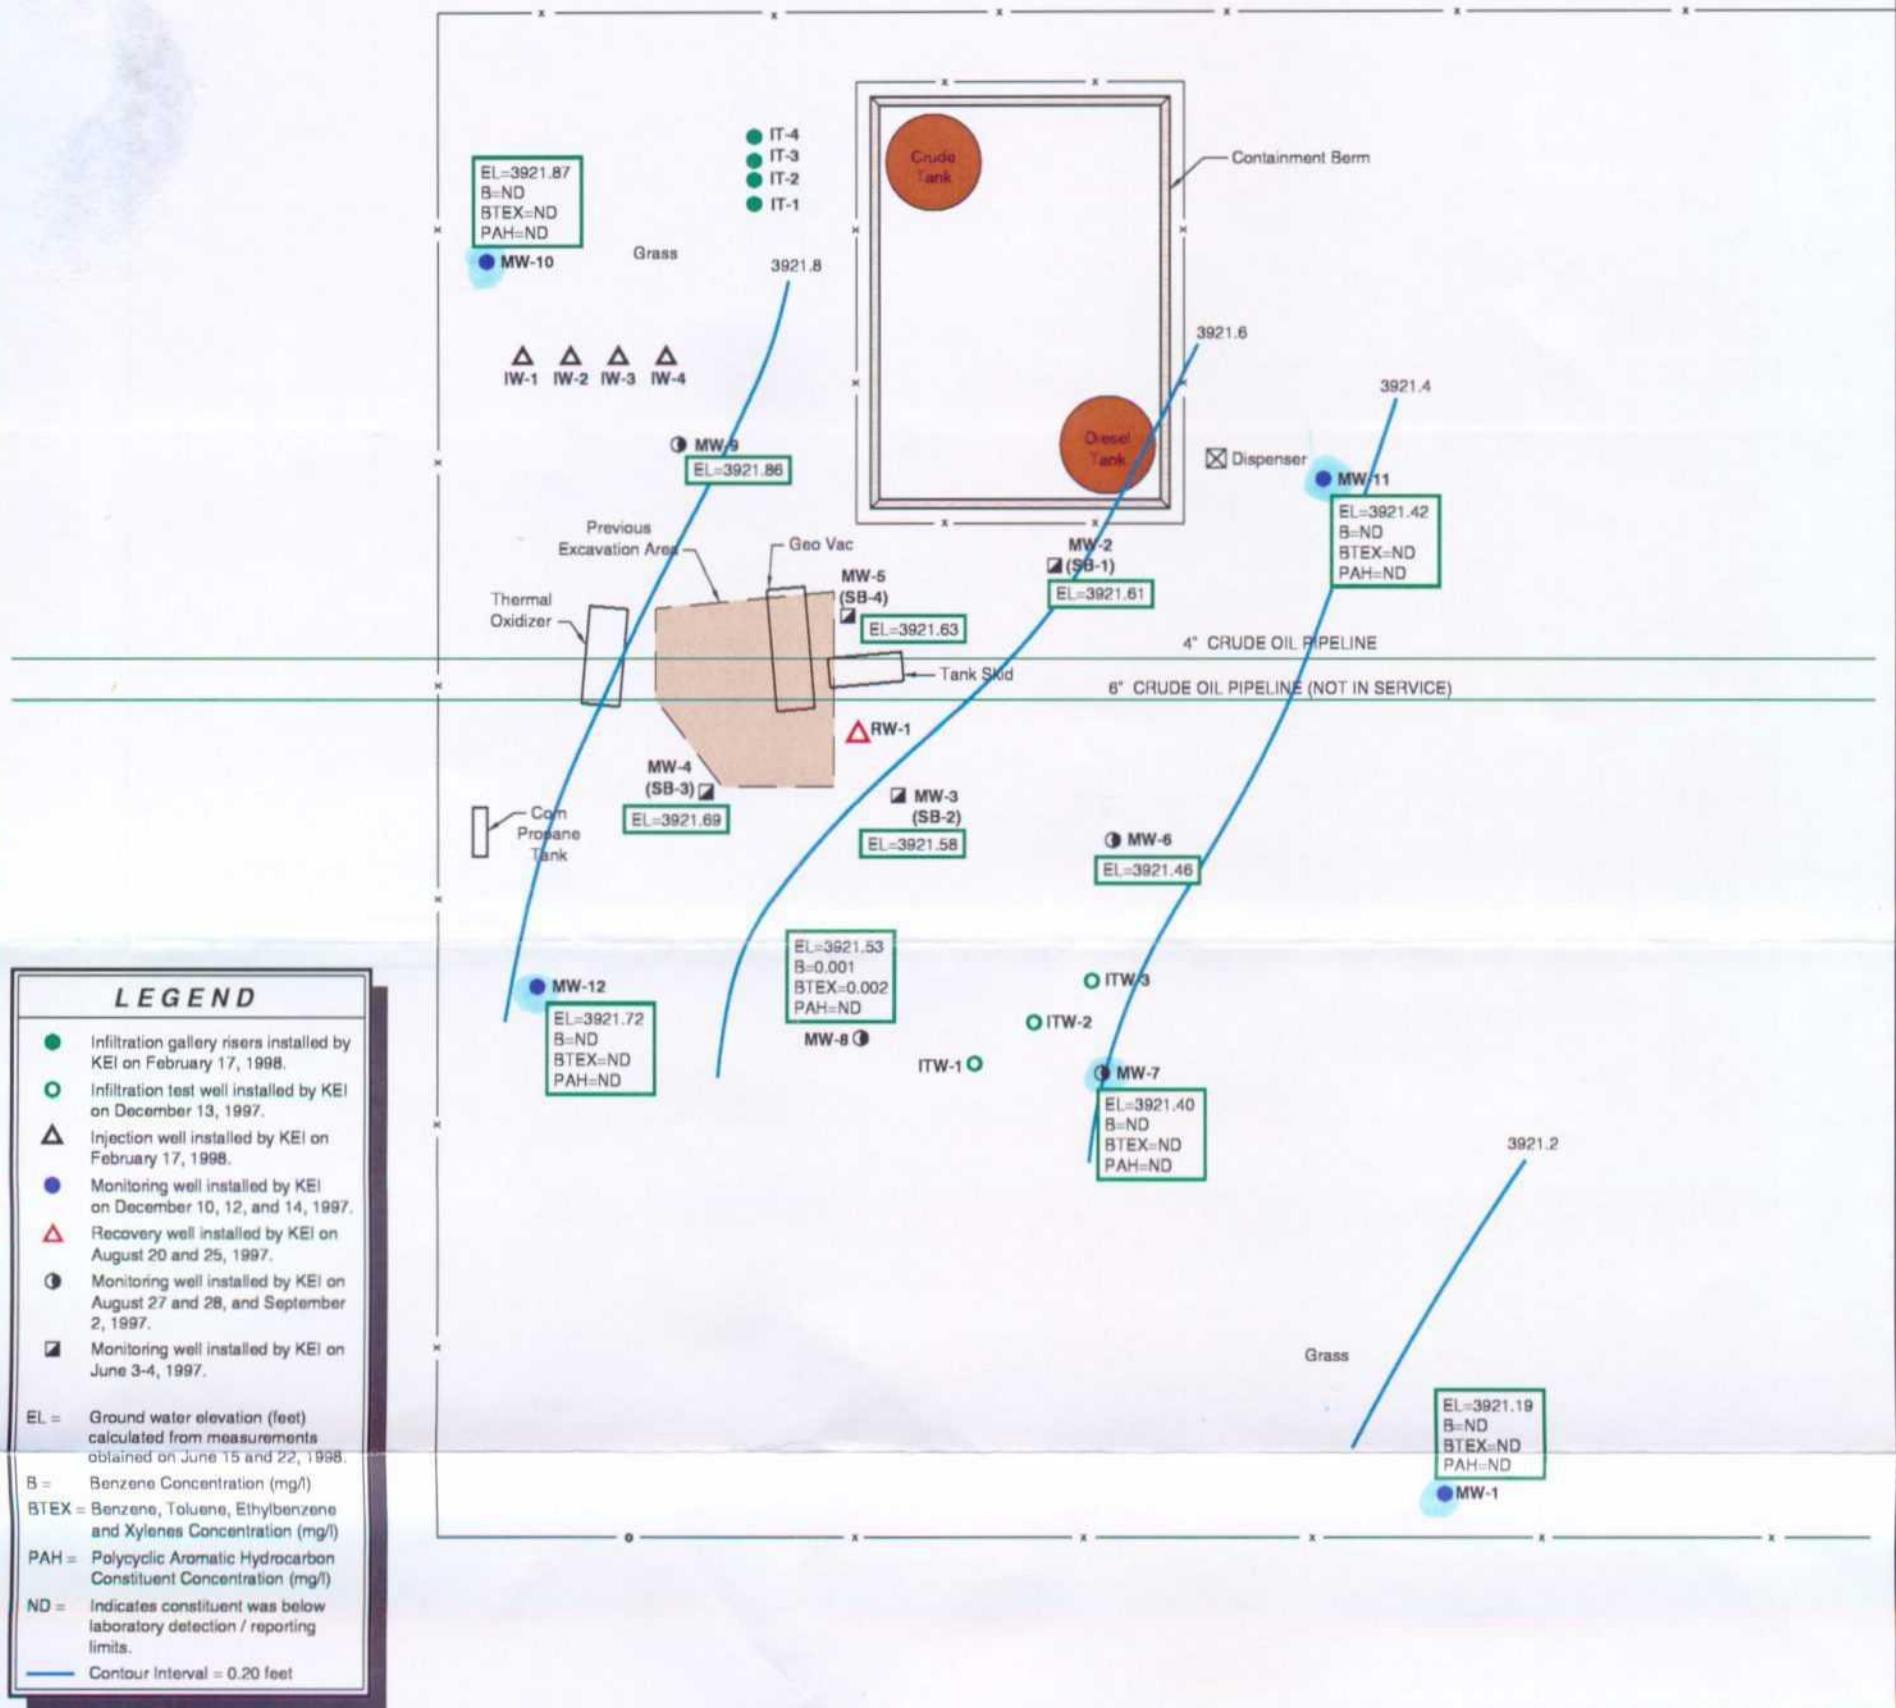 IT-4
IT-3
IT-2
IT-1
Crude
Tank
Containment Berm
EL=3921.87
B=ND
BTEX=ND
PAH=ND
MW-10
Grass
3921.8
3921.6
3921.4
IW-1 IW-2 IW-3 IW-4
MW-9
EL=3921.86
Diesel
Tank
Dispenser
MW-11
EL=3921.42
B=ND
BTEX=ND
PAH=ND
Previous
Excavation Area
Geo Vac
MW-2
(SB-1)
EL=3921.61
MW-5
(SB-4)
EL=3921.63
Thermal
Oxidizer
4" CRUDE OIL PIPELINE
Tank Skid
6" CRUDE OIL PIPELINE (NOT IN SERVICE)
RW-1
MW-4
(SB-3)
EL=3921.69
MW-3
(SB-2)
EL=3921.58
Com
Propane
Tank
MW-6
EL=3921.46
EL=3921.53
B=0.001
BTEX=0.002
PAH=ND
MW-8
ITW-3
ITW-2
ITW-1
MW-12
EL=3921.72
B=ND
BTEX=ND
PAH=ND
MW-7
EL=3921.40
B=ND
BTEX=ND
PAH=ND
3921.2
Grass
EL=3921.19
B=ND
BTEX=ND
PAH=ND
MW-1
LEGEND
Infiltration gallery risers installed by
KEI on February 17, 1998.
Infiltration test well installed by KEI
on December 13, 1997.
Injection well installed by KEI on
February 17, 1998.
Monitoring well installed by KEI
on December 10, 12, and 14, 1997.
Recovery well installed by KEI on
August 20 and 25, 1997.
Monitoring well installed by KEI on
August 27 and 28, and September
2, 1997.
Monitoring well installed by KEI on
June 3-4, 1997.
EL = Ground water elevation (feet)
calculated from measurements
obtained on June 15 and 22, 1998.
B = Benzene Concentration (mg/l)
BTEX = Benzene, Toluene, Ethylbenzene
and Xylenes Concentration (mg/l)
PAH = Polycyclic Aromatic Hydrocarbon
Constituent Concentration (mg/l)
ND = Indicates constituent was below
laboratory detection / reporting
limits.
Contour Interval = 0.20 feet